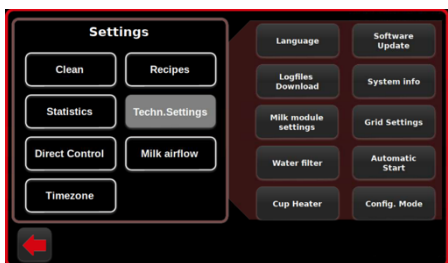 Settings
Clean
Recipes
Statistics
Techn.Settings
Direct Control
Milk airflow
Timezone
Language
Software
Update
Logfiles
Download
System info
Milk module
settings
Grid Settings
Water filter
Automatic
Start
Cup Heater
Config. Mode